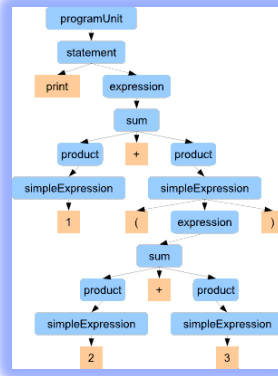 programUnit
statement
print expression
sum
product + product
simpleExpression simpleExpression
1 ( expression )
sum
product + product
simpleExpression simpleExpression
2 3